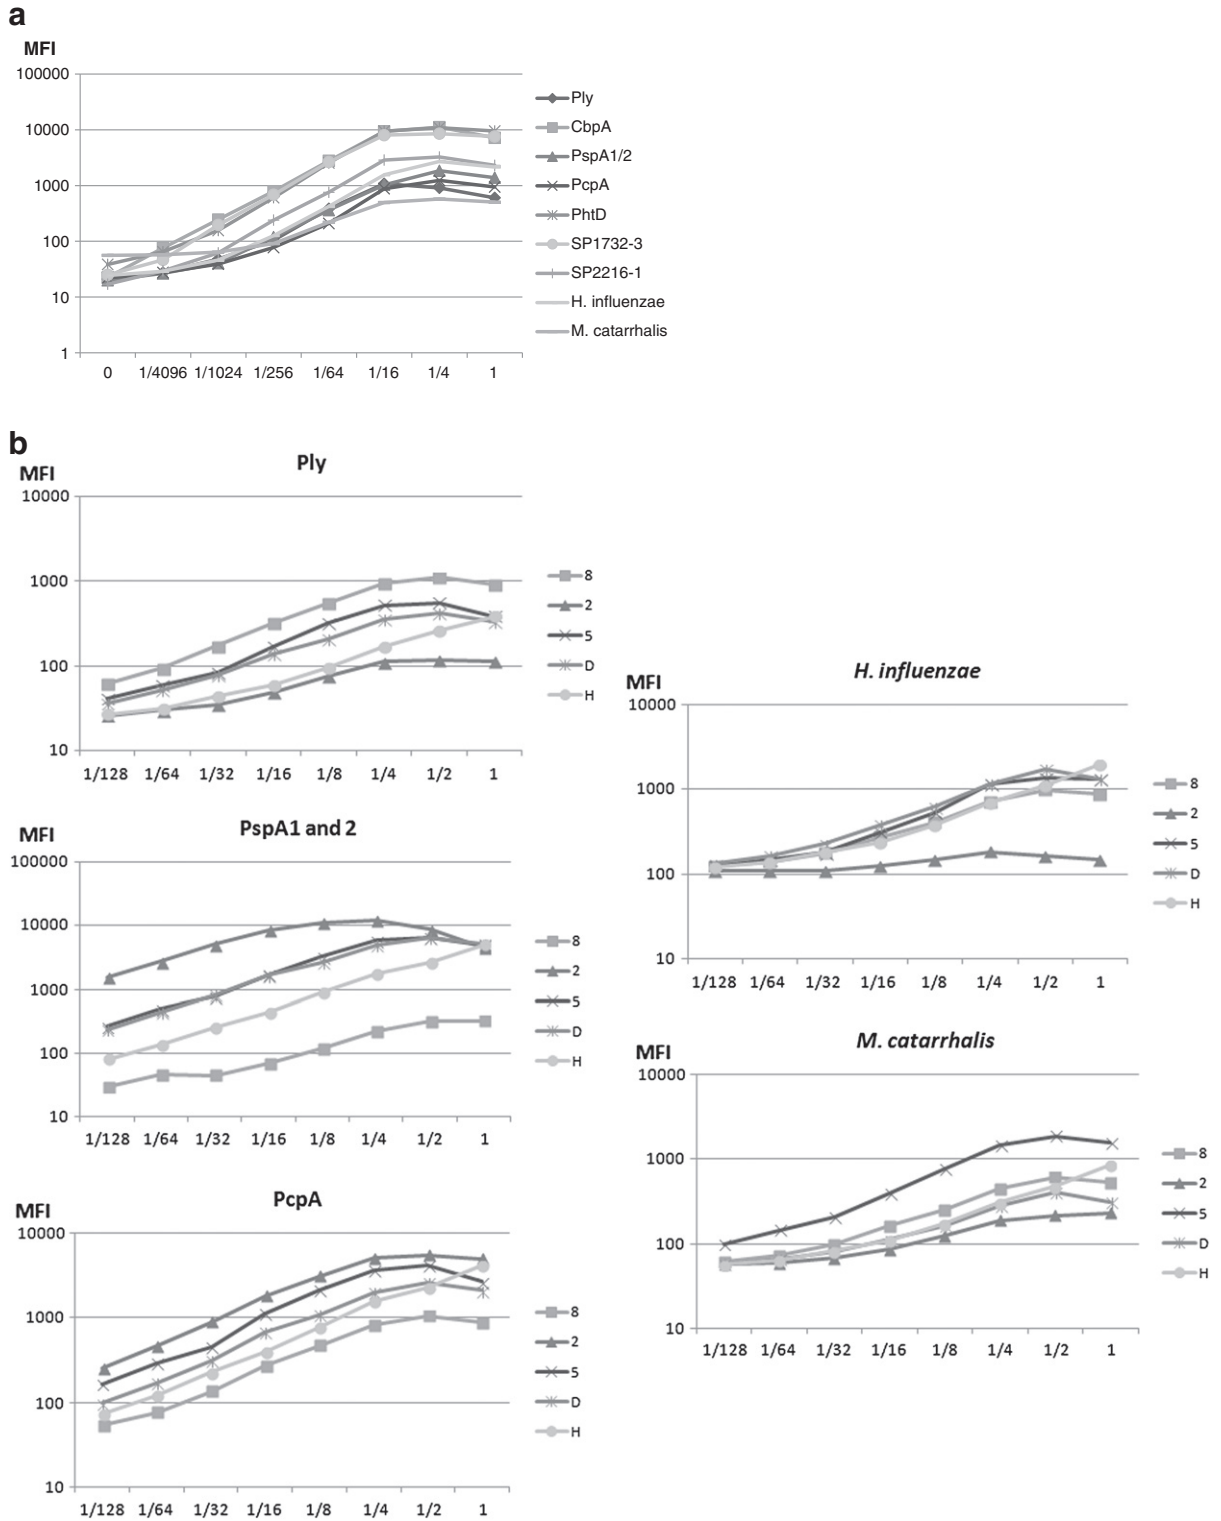 a
MFI
100000
10000
1000
100
10
1
0 1/4096 1/1024 1/256 1/64 1/16 1/4 1
Ply
CbpA
PspA1/2
PcpA
PhtD
SP1732-3
SP2216-1
H. influenzae
M. catarrhalis
b
Ply
MFI
10000
1000
100
10
1/128 1/64 1/32 1/16 1/8 1/4 1/2 1
8
2
5
D
H
PspA1 and 2
MFI
100000
10000
1000
100
10
1/128 1/64 1/32 1/16 1/8 1/4 1/2 1
8
2
5
D
H
PcpA
MFI
10000
1000
100
10
1/128 1/64 1/32 1/16 1/8 1/4 1/2 1
8
2
5
D
H
H. influenzae
MFI
10000
1000
100
10
1/128 1/64 1/32 1/16 1/8 1/4 1/2 1
8
2
5
D
H
M. catarrhalis
MFI
10000
1000
100
10
1/128 1/64 1/32 1/16 1/8 1/4 1/2 1
8
2
5
D
H